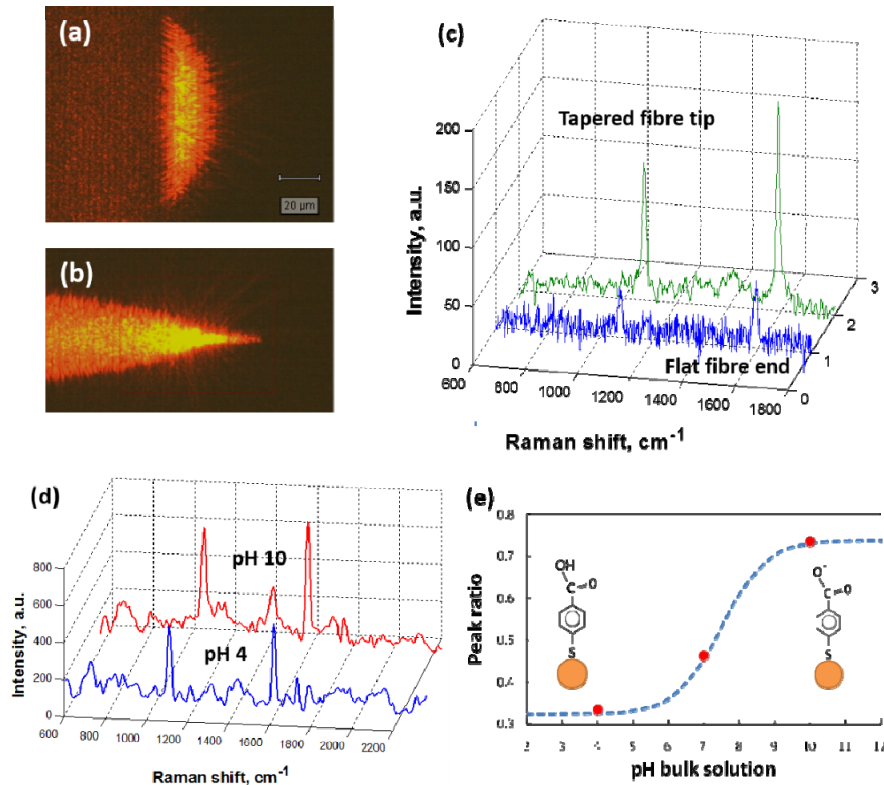 (a)
20 μm
(b)
(c)
Tapered fibre tip
Flat fibre end
Intensity, a.u.
200
150
100
50
0
600
800
1000
1200
1400
1600
1800
0
1
2
3
Raman shift, cm⁻¹
(d)
pH 10
pH 4
Intensity, a.u.
800
600
400
200
0
600
800
1000
1200
1400
1600
1800
2000
2200
Raman shift, cm⁻¹
(e)
Peak ratio
0.8
0.7
0.6
0.5
0.4
0.3
OH
C
O
S
O⁻
C
O
S
2
3
4
5
6
7
8
9
10
11
12
pH bulk solution